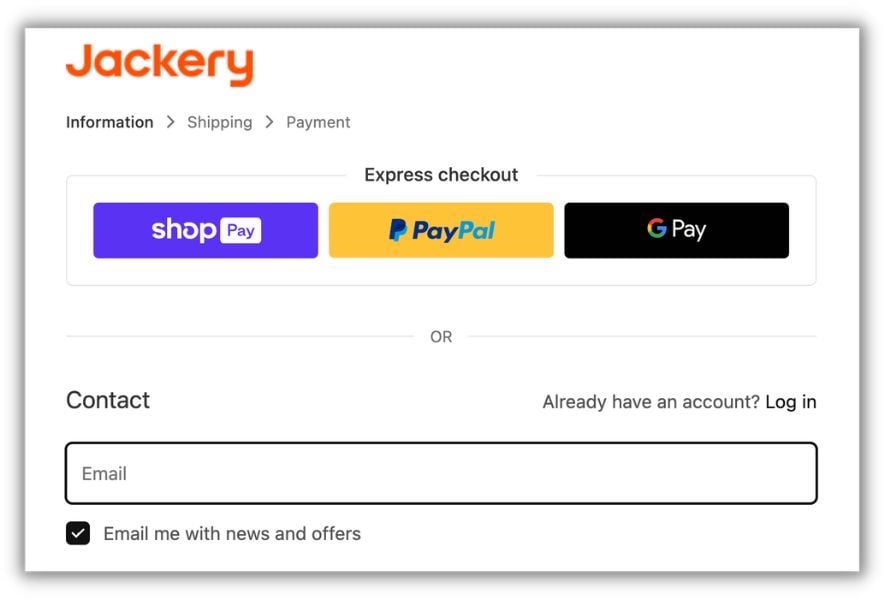 Jackery
Information > Shipping > Payment
Express checkout
shop Pay
PayPal
G Pay
OR
Contact
Already have an account? Log in
Email
Email me with news and offers